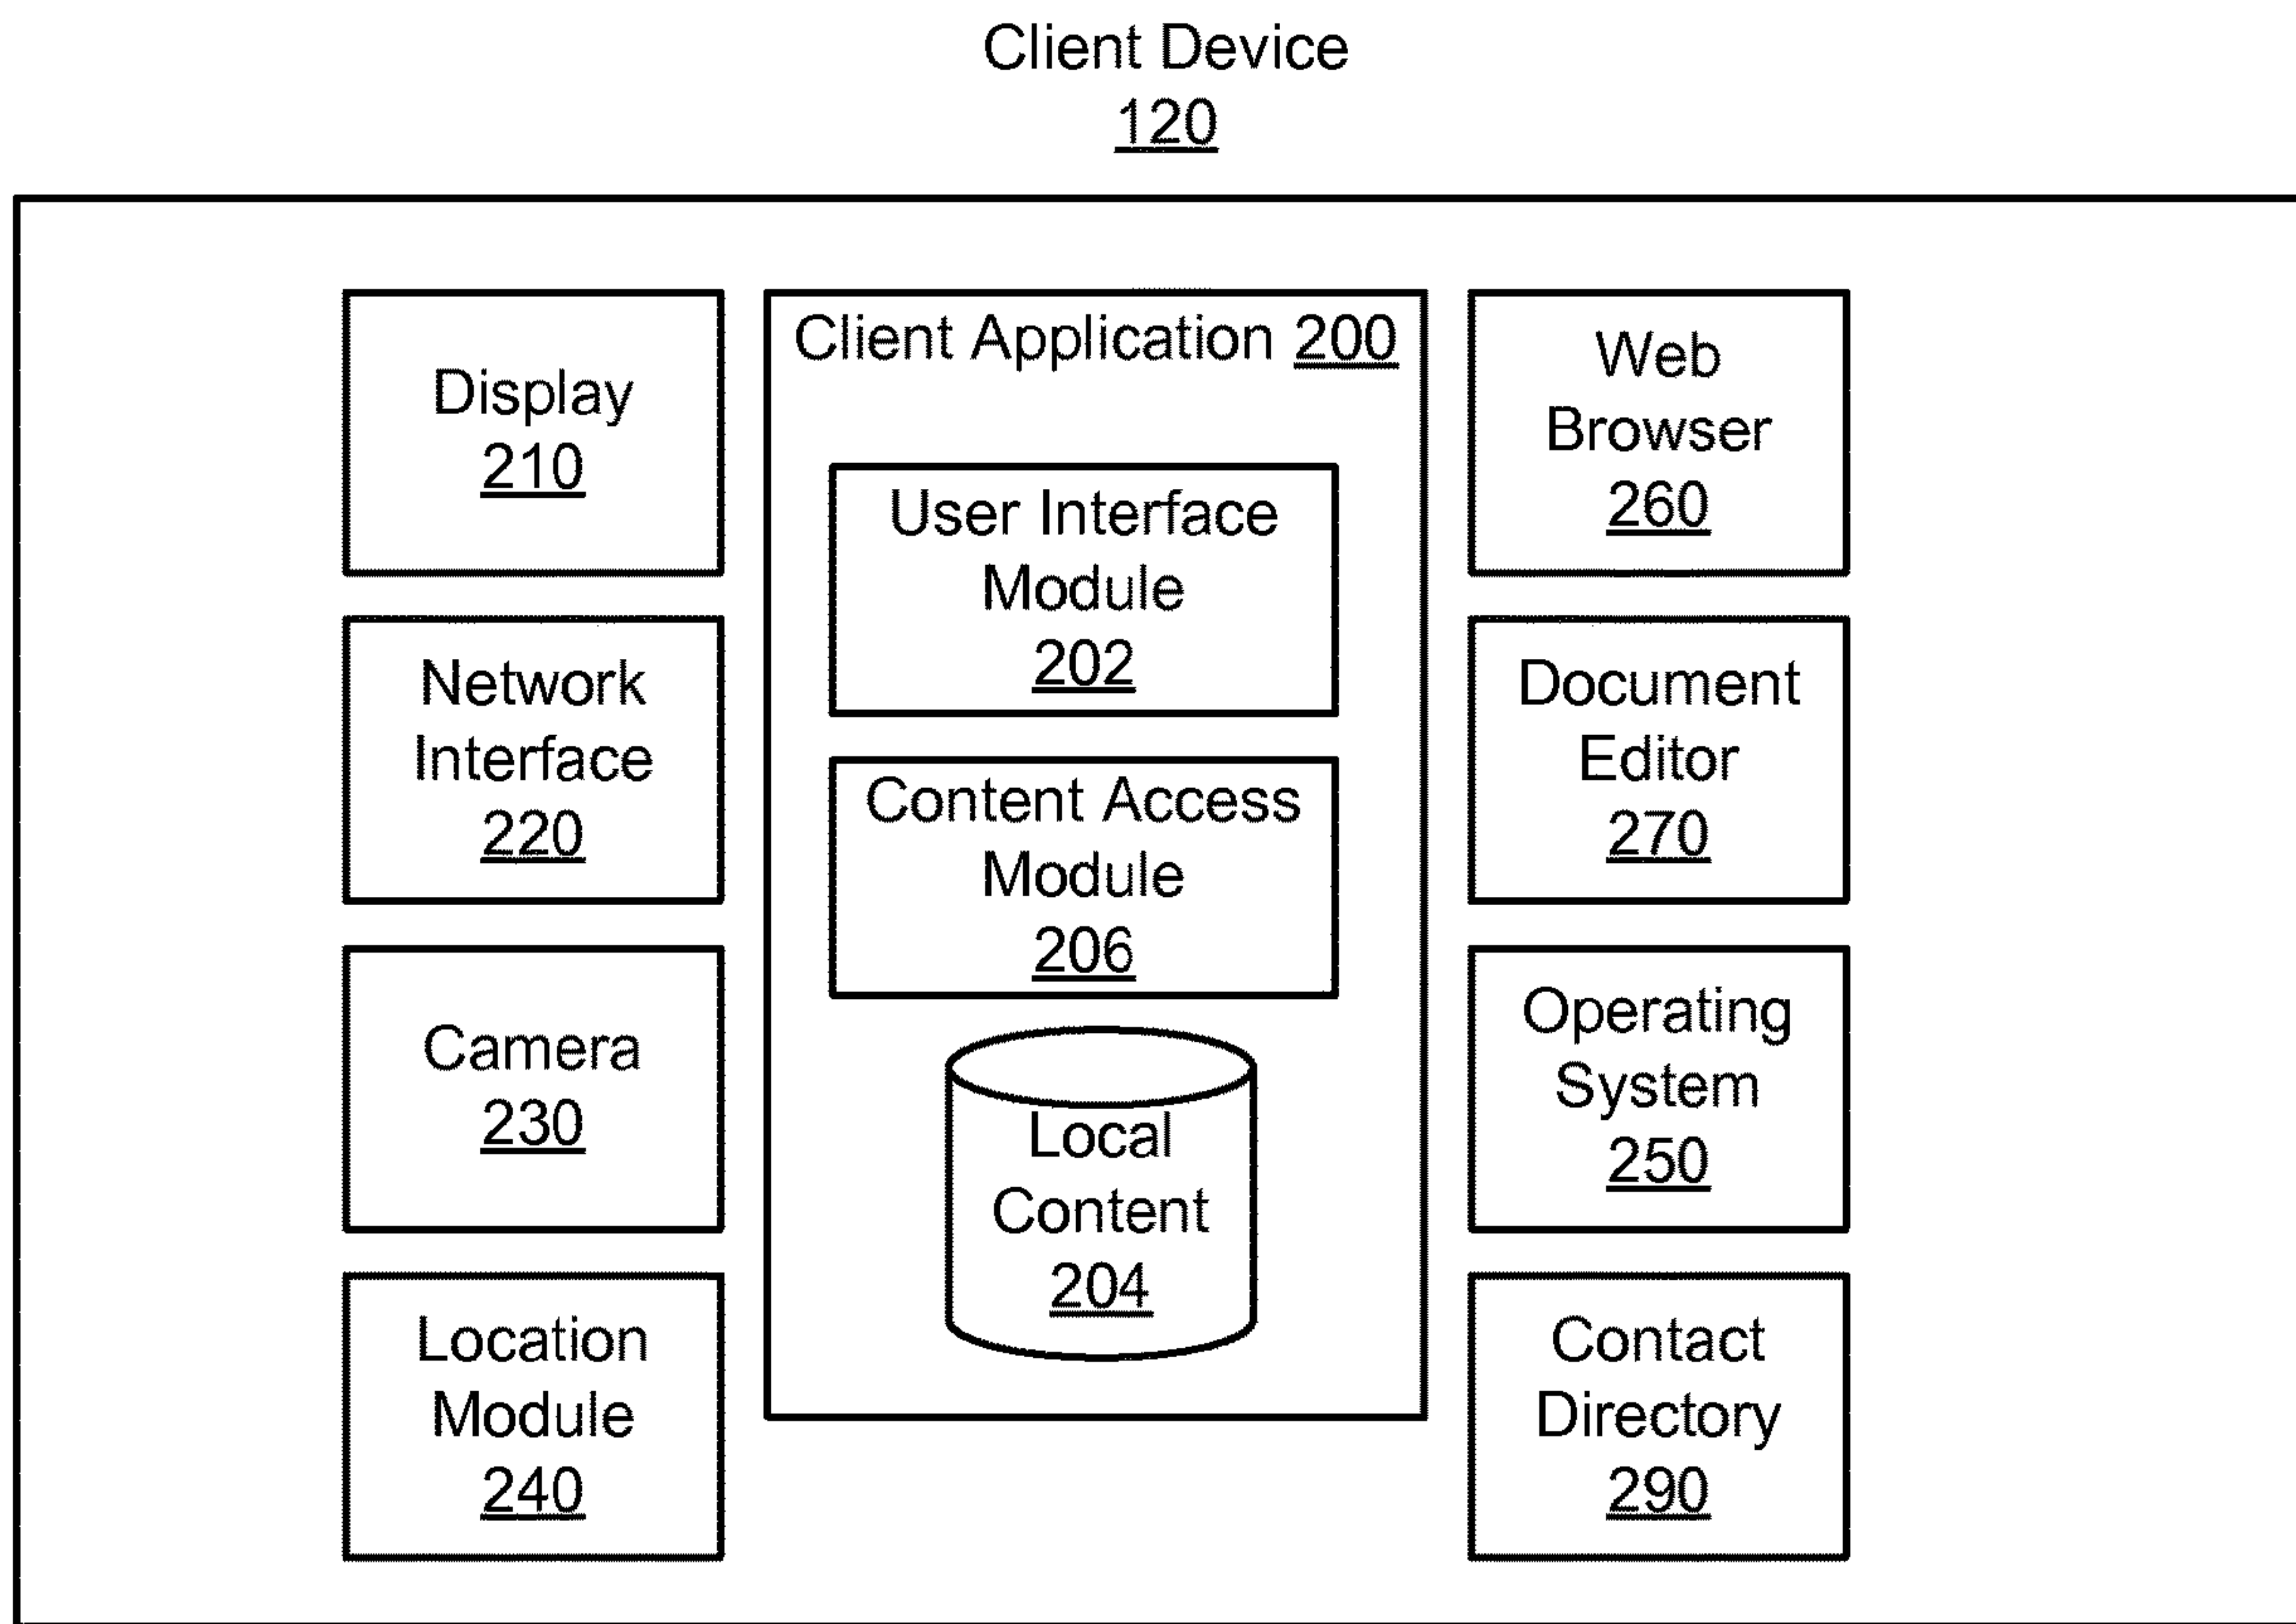 Client Device
120
Display
210
Network
Interface
220
Camera
230
Location
Module
240
Client Application 200
User Interface
Module
202
Content Access
Module
206
Local
Content
204
Web
Browser
260
Document
Editor
270
Operating
System
250
Contact
Directory
290